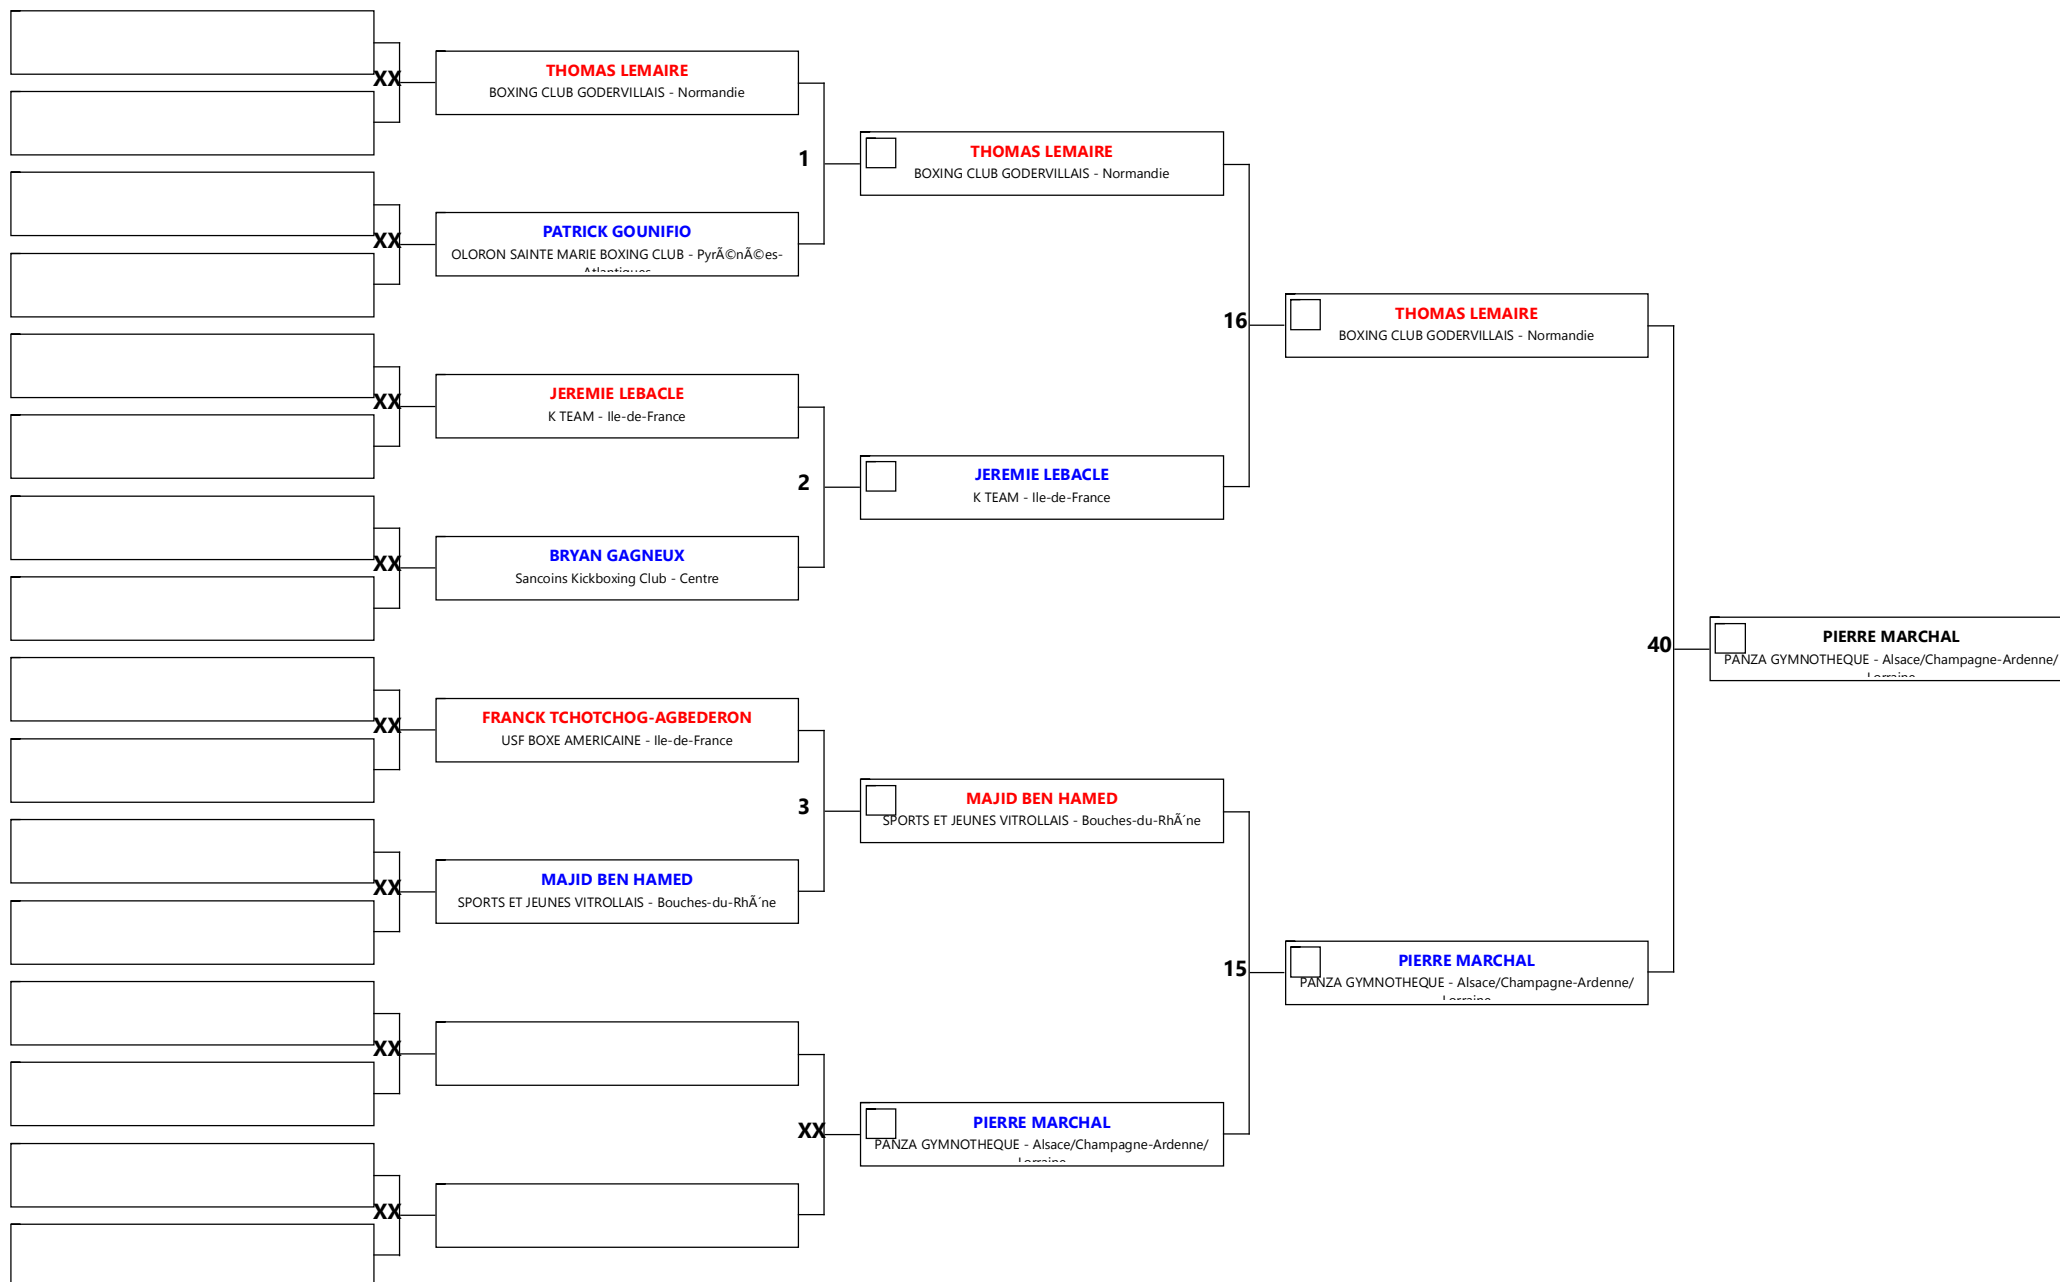 XX
THOMAS LEMAIRE
BOXING CLUB GODERVILLAIS - Normandie
1
THOMAS LEMAIRE
BOXING CLUB GODERVILLAIS - Normandie
XX
PATRICK GOUNIFIO
OLORON SAINTE MARIE BOXING CLUB - PyrÃ©nÃ©es-
Atlantiques
16
THOMAS LEMAIRE
BOXING CLUB GODERVILLAIS - Normandie
XX
JEREMIE LEBACLE
K TEAM - Ile-de-France
2
JEREMIE LEBACLE
K TEAM - Ile-de-France
XX
BRYAN GAGNEUX
Sancoins Kickboxing Club - Centre
40
PIERRE MARCHAL
PANZA GYMNOTHEQUE - Alsace/Champagne-Ardenne/
Lorraine
XX
FRANCK TCHOTCHOG-AGBEDERON
USF BOXE AMERICAINE - Ile-de-France
3
MAJID BEN HAMED
SPORTS ET JEUNES VITROLLAIS - Bouches-du-RhÃ´ne
XX
MAJID BEN HAMED
SPORTS ET JEUNES VITROLLAIS - Bouches-du-RhÃ´ne
15
PIERRE MARCHAL
PANZA GYMNOTHEQUE - Alsace/Champagne-Ardenne/
Lorraine
XX
XX
PIERRE MARCHAL
PANZA GYMNOTHEQUE - Alsace/Champagne-Ardenne/
Lorraine
XX